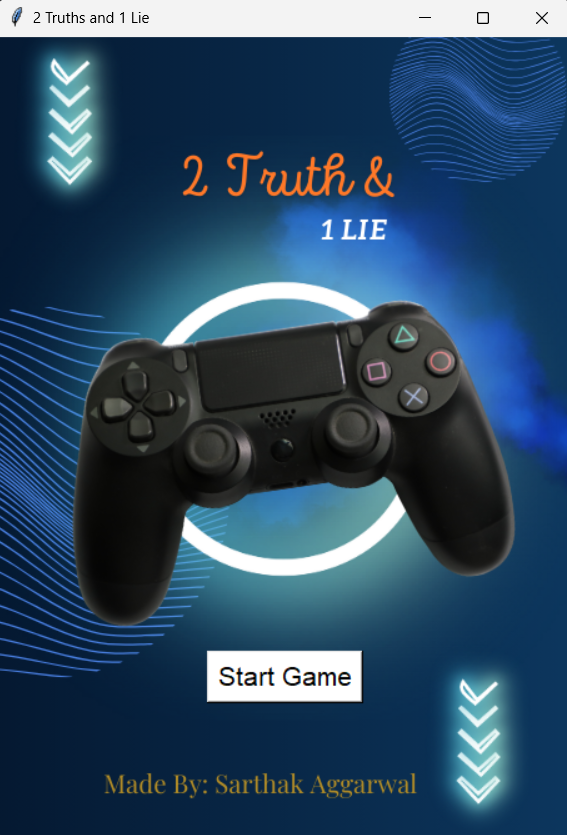 2 Truths and 1 Lie
2 Truth &
1 LIE
Start Game
Made By: Sarthak Aggarwal